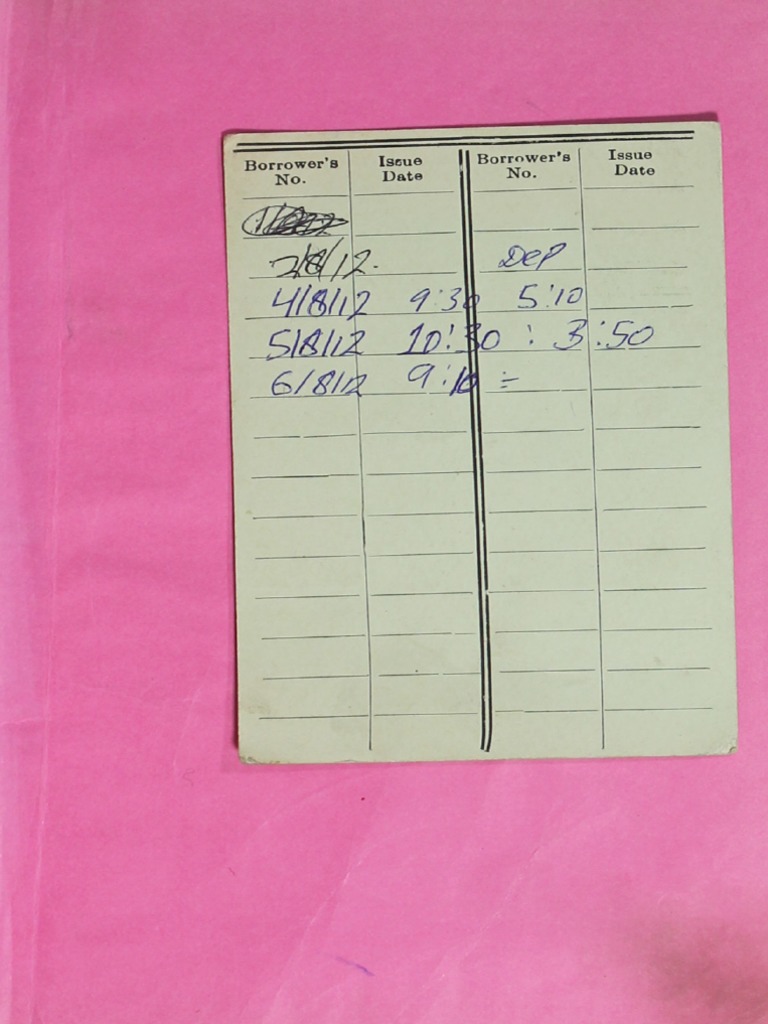 Borrower's No. Issue Date Borrower's No. Issue Date
2/8/12. Dep
4/8/12 9:30 5:10
5/8/12 10:30 : 3:50
6/8/12 9:10 ÷